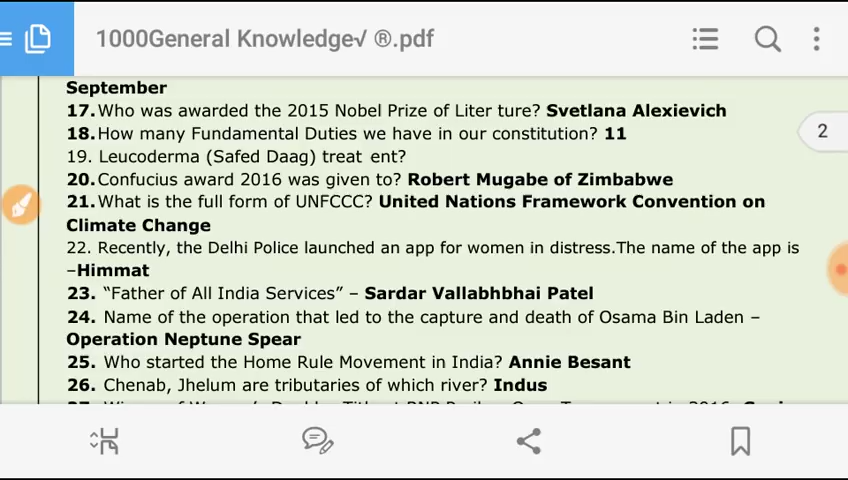 1000General Knowledge√ ®.pdf
September
17. Who was awarded the 2015 Nobel Prize of Liter ture? Svetlana Alexievich
18. How many Fundamental Duties we have in our constitution? 11
19. Leucoderma (Safed Daag) treat ent?
20. Confucius award 2016 was given to? Robert Mugabe of Zimbabwe
21. What is the full form of UNFCCC? United Nations Framework Convention on
Climate Change
22. Recently, the Delhi Police launched an app for women in distress.The name of the app is
–Himmat
23. “Father of All India Services” – Sardar Vallabhbhai Patel
24. Name of the operation that led to the capture and death of Osama Bin Laden –
Operation Neptune Spear
25. Who started the Home Rule Movement in India? Annie Besant
26. Chenab, Jhelum are tributaries of which river? Indus
2